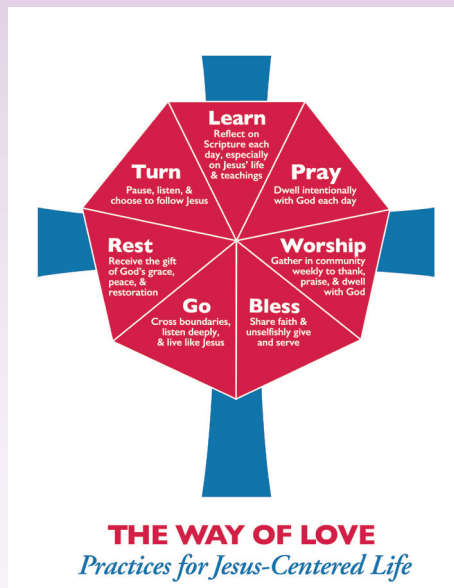 Learn
Reflect on
Scripture each
day, especially
on Jesus' life
& teachings
Turn
Pause, listen, &
choose to follow Jesus
Pray
Dwell intentionally
with God each day
Rest
Receive the gift
of God's grace,
peace, &
restoration
Worship
Gather in community
weekly to thank,
praise, & dwell
with God
Go
Cross boundaries,
listen deeply,
& live like Jesus
Bless
Share faith &
unselfishly give
and serve
THE WAY OF LOVE
Practices for Jesus-Centered Life